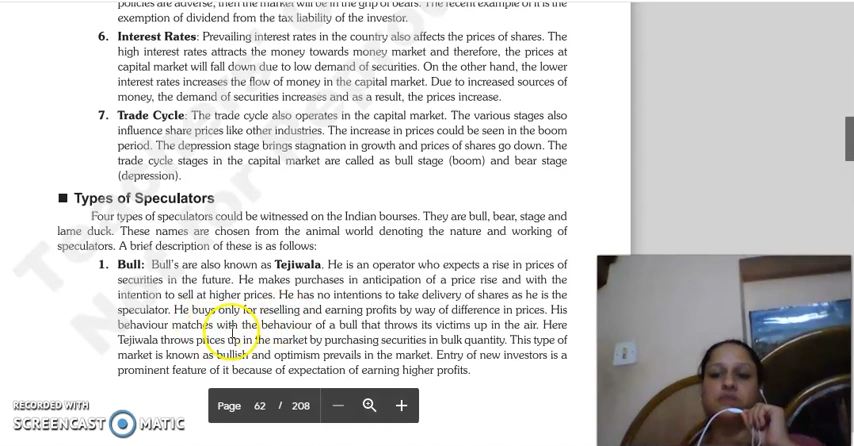 policies are adverse, then the market will be in the grip of bears. The recent example of it is the
exemption of dividend from the tax liability of the investor.
6. Interest Rates: Prevailing interest rates in the country also affects the prices of shares. The
high interest rates attracts the money towards money market and therefore, the prices at
capital market will fall down due to low demand of securities. On the other hand, the lower
interest rates increases the flow of money in the capital market. Due to increased sources of
money, the demand of securities increases and as a result, the prices increase.
7. Trade Cycle: The trade cycle also operates in the capital market. The various stages also
influence share prices like other industries. The increase in prices could be seen in the boom
period. The depression stage brings stagnation in growth and prices of shares go down. The
trade cycle stages in the capital market are called as bull stage (boom) and bear stage
(depression).
■ Types of Speculators
Four types of speculators could be witnessed on the Indian bourses. They are bull, bear, stage and
lame duck. These names are chosen from the animal world denoting the nature and working of
speculators. A brief description of these is as follows:
1. Bull: Bull's are also known as Tejiwala. He is an operator who expects a rise in prices of
securities in the future. He makes purchases in anticipation of a price rise and with the
intention to sell at higher prices. He has no intentions to take delivery of shares as he is the
speculator. He buys only for reselling and earning profits by way of difference in prices. His
behaviour matches with the behaviour of a bull that throws its victims up in the air. Here
Tejiwala throws prices up in the market by purchasing securities in bulk quantity. This type of
market is known as bullish and optimism prevails in the market. Entry of new investors is a
prominent feature of it because of expectation of earning higher profits.
Page 62 / 208
RECORDED WITH
SCREENCAST MATIC